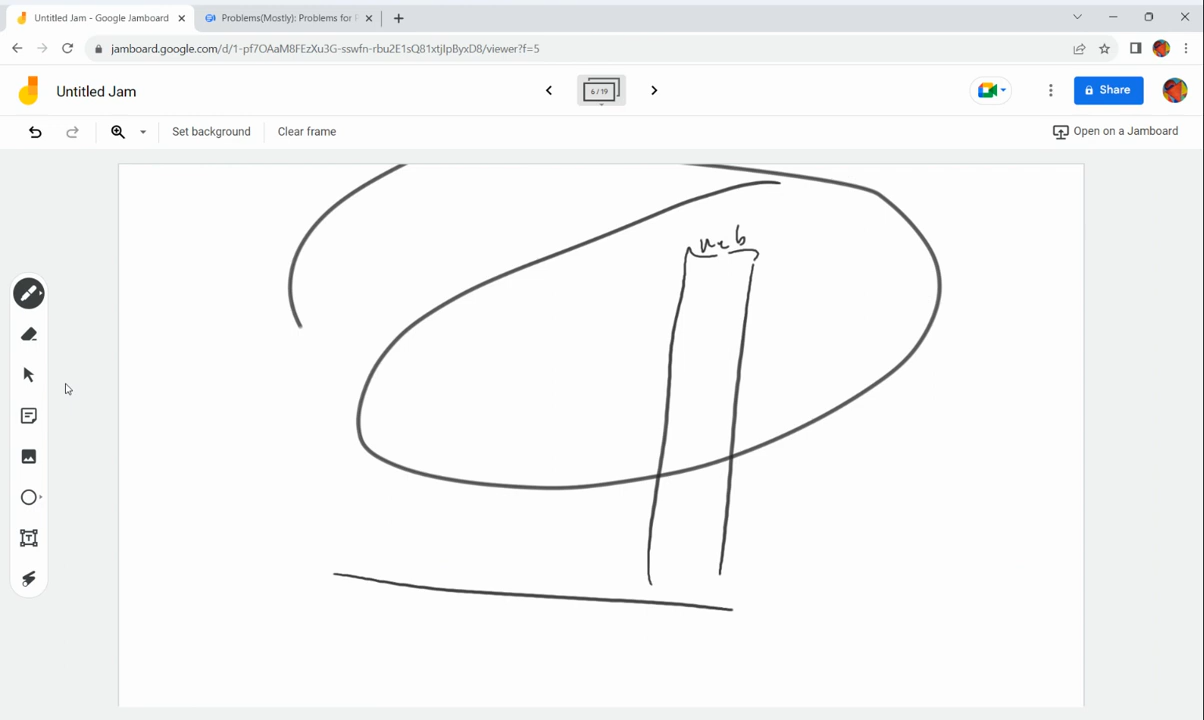 Untitled Jam - Google Jamboard
Problems(Mostly): Problems for
jamboard.google.com/d/1-pf7OAaM8FEzXu3G-sswfn-rbu2E1sQ81xtjlpByxD8/viewer?f=5
Untitled Jam
6 / 19
Share
Set background
Clear frame
Open on a Jamboard